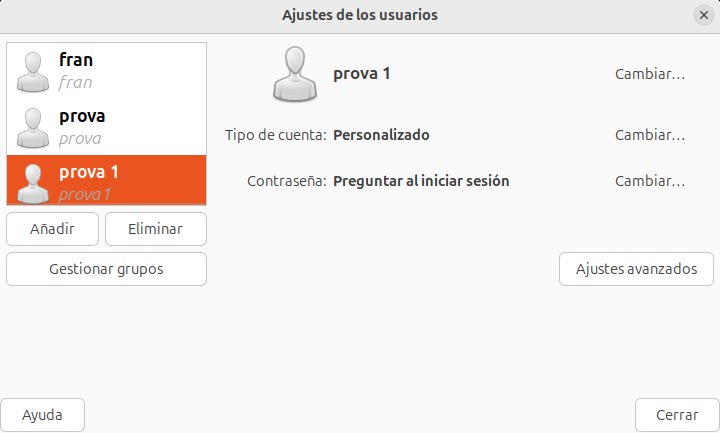 Ajustes de los usuarios
fran
fran
prova
prova
prova 1
prova1
Añadir
Eliminar
Gestionar grupos
prova 1
Cambiar...
Tipo de cuenta: Personalizado
Cambiar...
Contraseña: Preguntar al iniciar sesión
Cambiar...
Ajustes avanzados
Ayuda
Cerrar